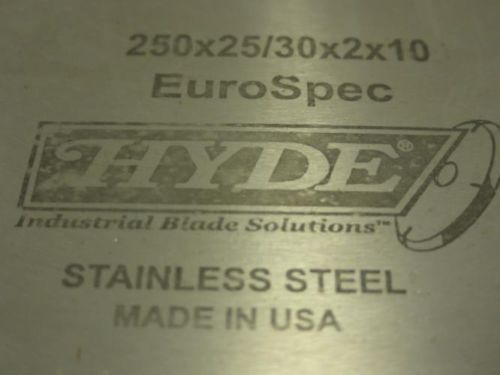 250x25/30x2x10
EuroSpec
HYDE®
Industrial Blade Solutions™
STAINLESS STEEL
MADE IN USA